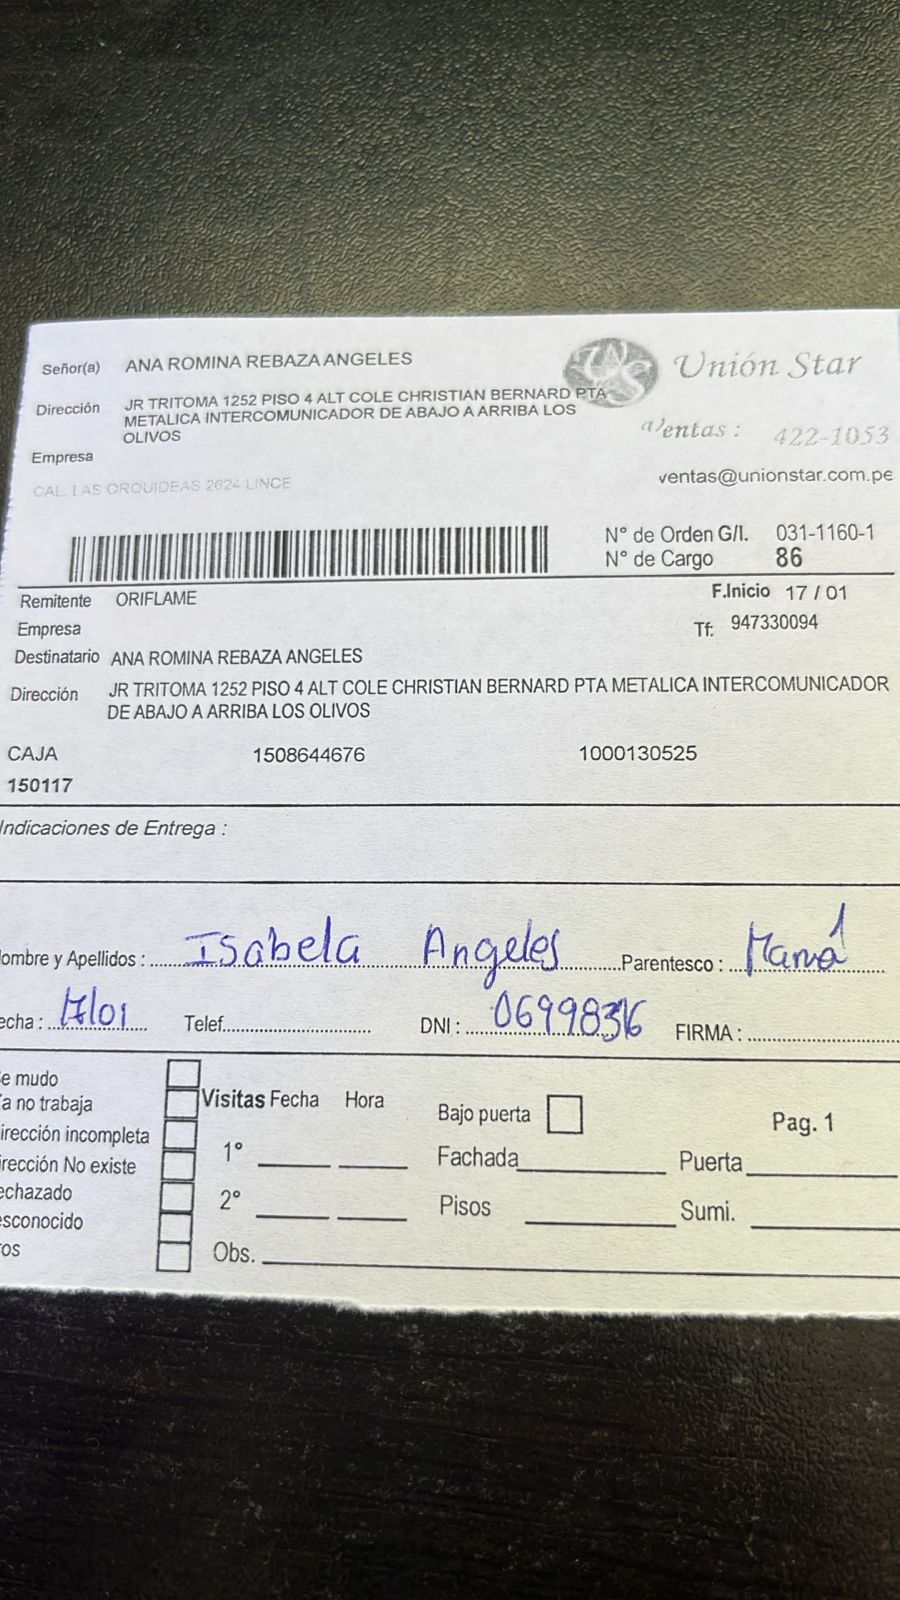 Señor(a) ANA ROMINA REBAZA ANGELES
Unión Star
Dirección JR TRITOMA 1252 PISO 4 ALT COLE CHRISTIAN BERNARD PTA
METALICA INTERCOMUNICADOR DE ABAJO A ARRIBA LOS
OLIVOS
Ventas : 422-1053
Empresa
ventas@unionstar.com.pe
CAL. LAS ORQUIDEAS 2624 LINCE
N° de Orden G/I. 031-1160-1
N° de Cargo 86
Remitente ORIFLAME
F.Inicio 17 / 01
Empresa
Tf: 947330094
Destinatario ANA ROMINA REBAZA ANGELES
Dirección JR TRITOMA 1252 PISO 4 ALT COLE CHRISTIAN BERNARD PTA METALICA INTERCOMUNICADOR
DE ABAJO A ARRIBA LOS OLIVOS
CAJA 1508644676 1000130525
150117
Indicaciones de Entrega :
ombre y Apellidos : Isabela Angeles Parentesco : Mamá
echa : Telef. DNI : FIRMA :
e mudo
Visitas Fecha Hora
a no trabaja
Bajo puerta
Pag. 1
irección incompleta
1° Fachada Puerta
irección No existe
echazado
2° Pisos Sumi.
esconocido
ros
Obs.